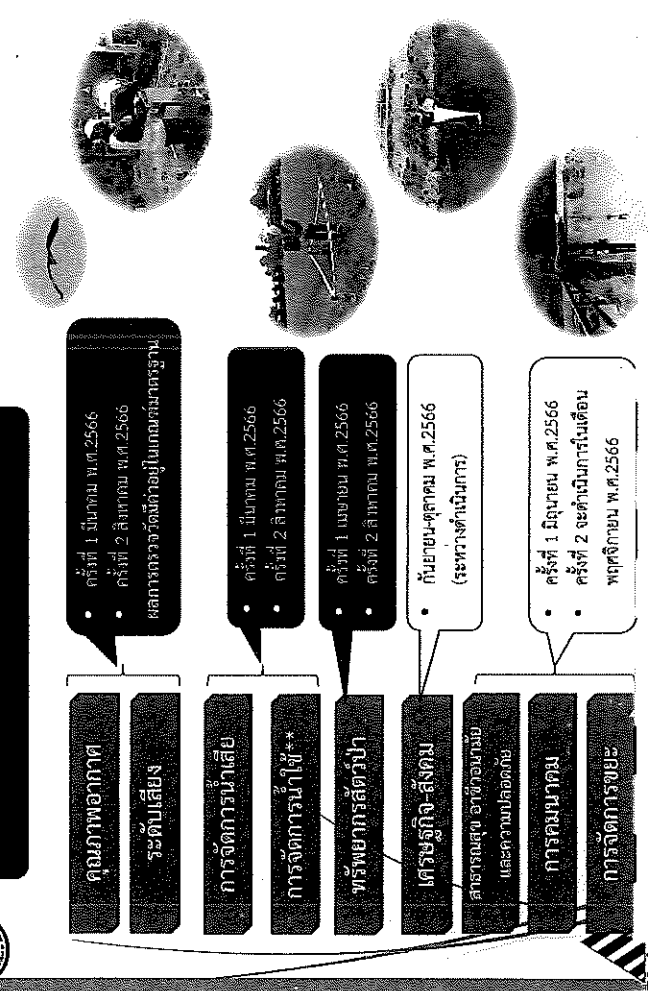 คุณภาพอากาศ
ระดับเสียง
• ครั้งที่ 1 มีนาคม พ.ศ.2566
• ครั้งที่ 2 สิงหาคม พ.ศ.2566
ผลการตรวจวัดมีค่าอยู่ในเกณฑ์มาตรฐาน
การจัดการน้ำเสีย
การจัดการน้ำใช้**
• ครั้งที่ 1 มีนาคม พ.ศ.2566
• ครั้งที่ 2 สิงหาคม พ.ศ.2566
ทรัพยากรสัตว์ป่า
• ครั้งที่ 1 เมษายน พ.ศ.2566
• ครั้งที่ 2 สิงหาคม พ.ศ.2566
เศรษฐกิจ-สังคม
• กันยายน-ตุลาคม พ.ศ.2566
(ระหว่างดำเนินการ)
สาธารณสุข อาชีวอนามัย
และความปลอดภัย
การคมนาคม
การจัดการขยะ
• ครั้งที่ 1 มิถุนายน พ.ศ.2566
• ครั้งที่ 2 จะดำเนินการในเดือน
พฤศจิกายน พ.ศ.2566